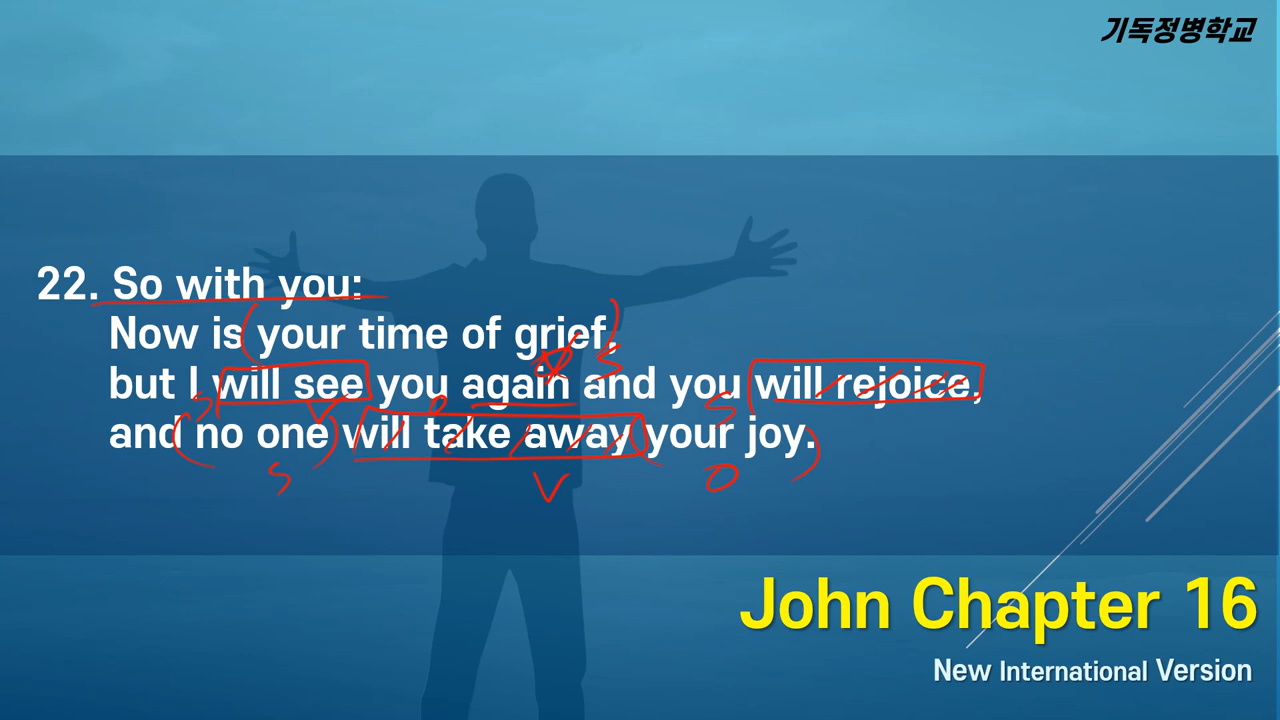 기독정병학교
22. So with you:
Now is your time of grief,
but I will see you again and you will rejoice,
and no one will take away your joy.
S
S V O S
S V O
John Chapter 16
New International Version